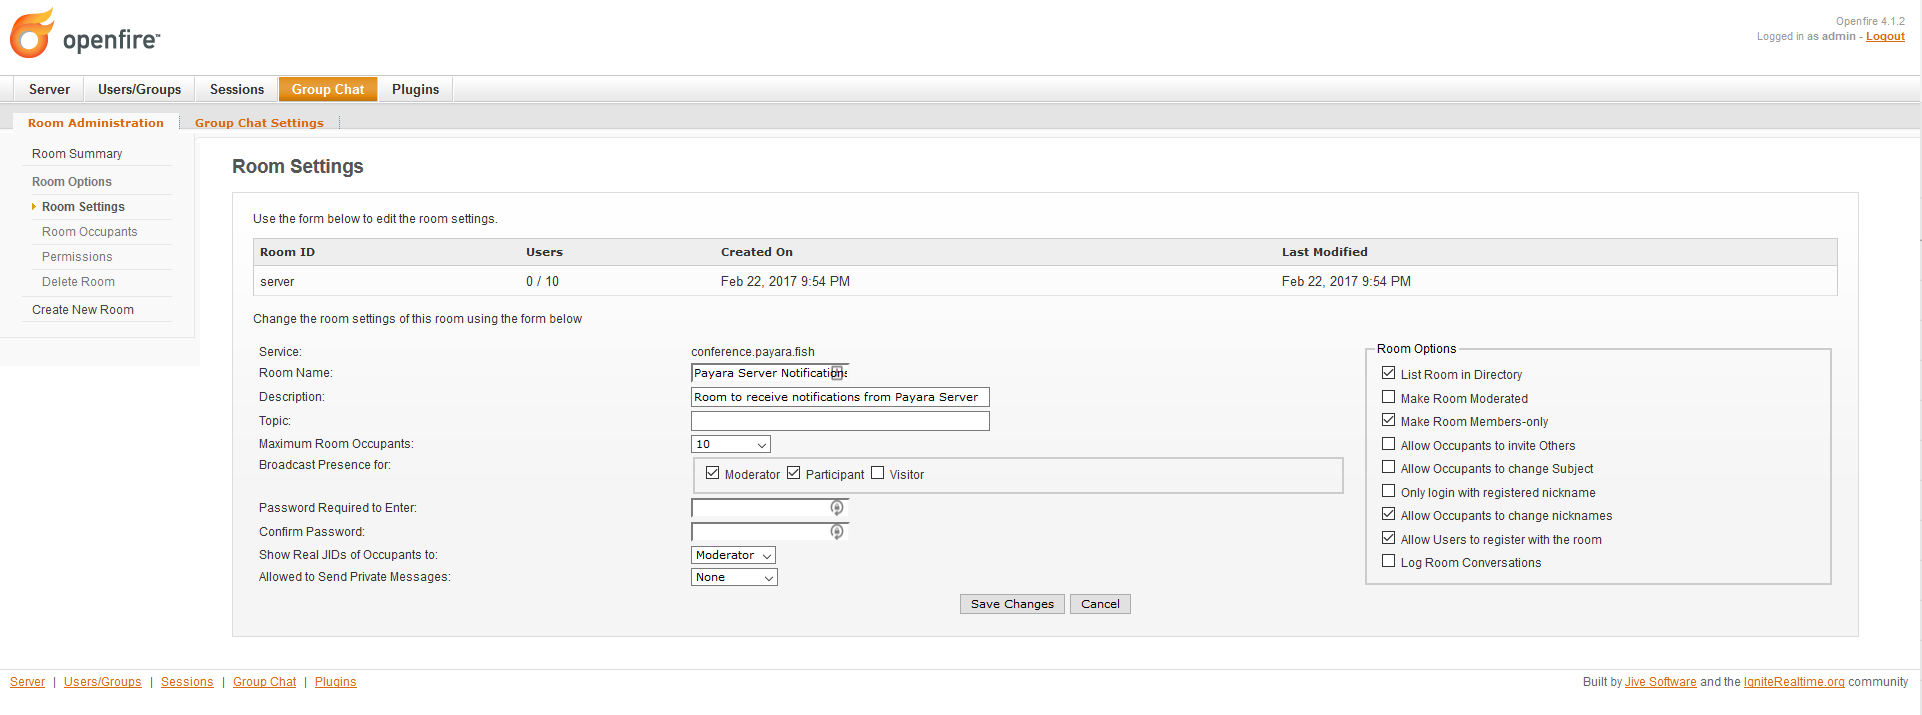 openfire™
Openfire 4.1.2
Logged in as admin - Logout
Server Users/Groups Sessions Group Chat Plugins
Room Administration Group Chat Settings
Room Summary
Room Options
Room Settings
Room Occupants
Permissions
Delete Room
Create New Room
Room Settings
Use the form below to edit the room settings.
Room ID Users Created On Last Modified
server 0 / 10 Feb 22, 2017 9:54 PM Feb 22, 2017 9:54 PM
Change the room settings of this room using the form below
Service: conference.payara.fish
Room Name: Payara Server Notifications
Description: Room to receive notifications from Payara Server
Topic:
Maximum Room Occupants: 10
Broadcast Presence for: Moderator Participant Visitor
Password Required to Enter:
Confirm Password:
Show Real JIDs of Occupants to: Moderator
Allowed to Send Private Messages: None
Room Options
List Room in Directory
Make Room Moderated
Make Room Members-only
Allow Occupants to invite Others
Allow Occupants to change Subject
Only login with registered nickname
Allow Occupants to change nicknames
Allow Users to register with the room
Log Room Conversations
Save Changes Cancel
Server | Users/Groups | Sessions | Group Chat | Plugins
Built by Jive Software and the IgniteRealtime.org community